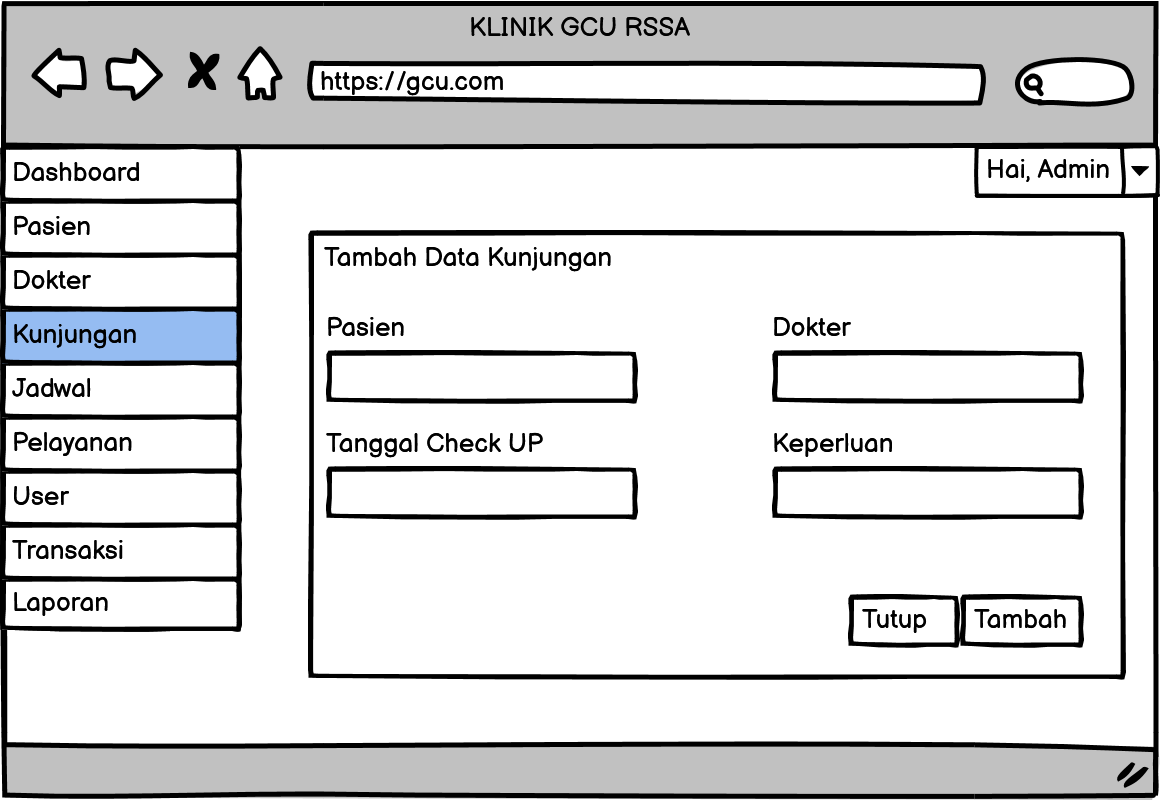 KLINIK GCU RSSA
https://gcu.com
Hai, Admin
Dashboard
Pasien
Dokter
Kunjungan
Jadwal
Pelayanan
User
Transaksi
Laporan
Tambah Data Kunjungan
Pasien
Dokter
Tanggal Check UP
Keperluan
Tutup
Tambah